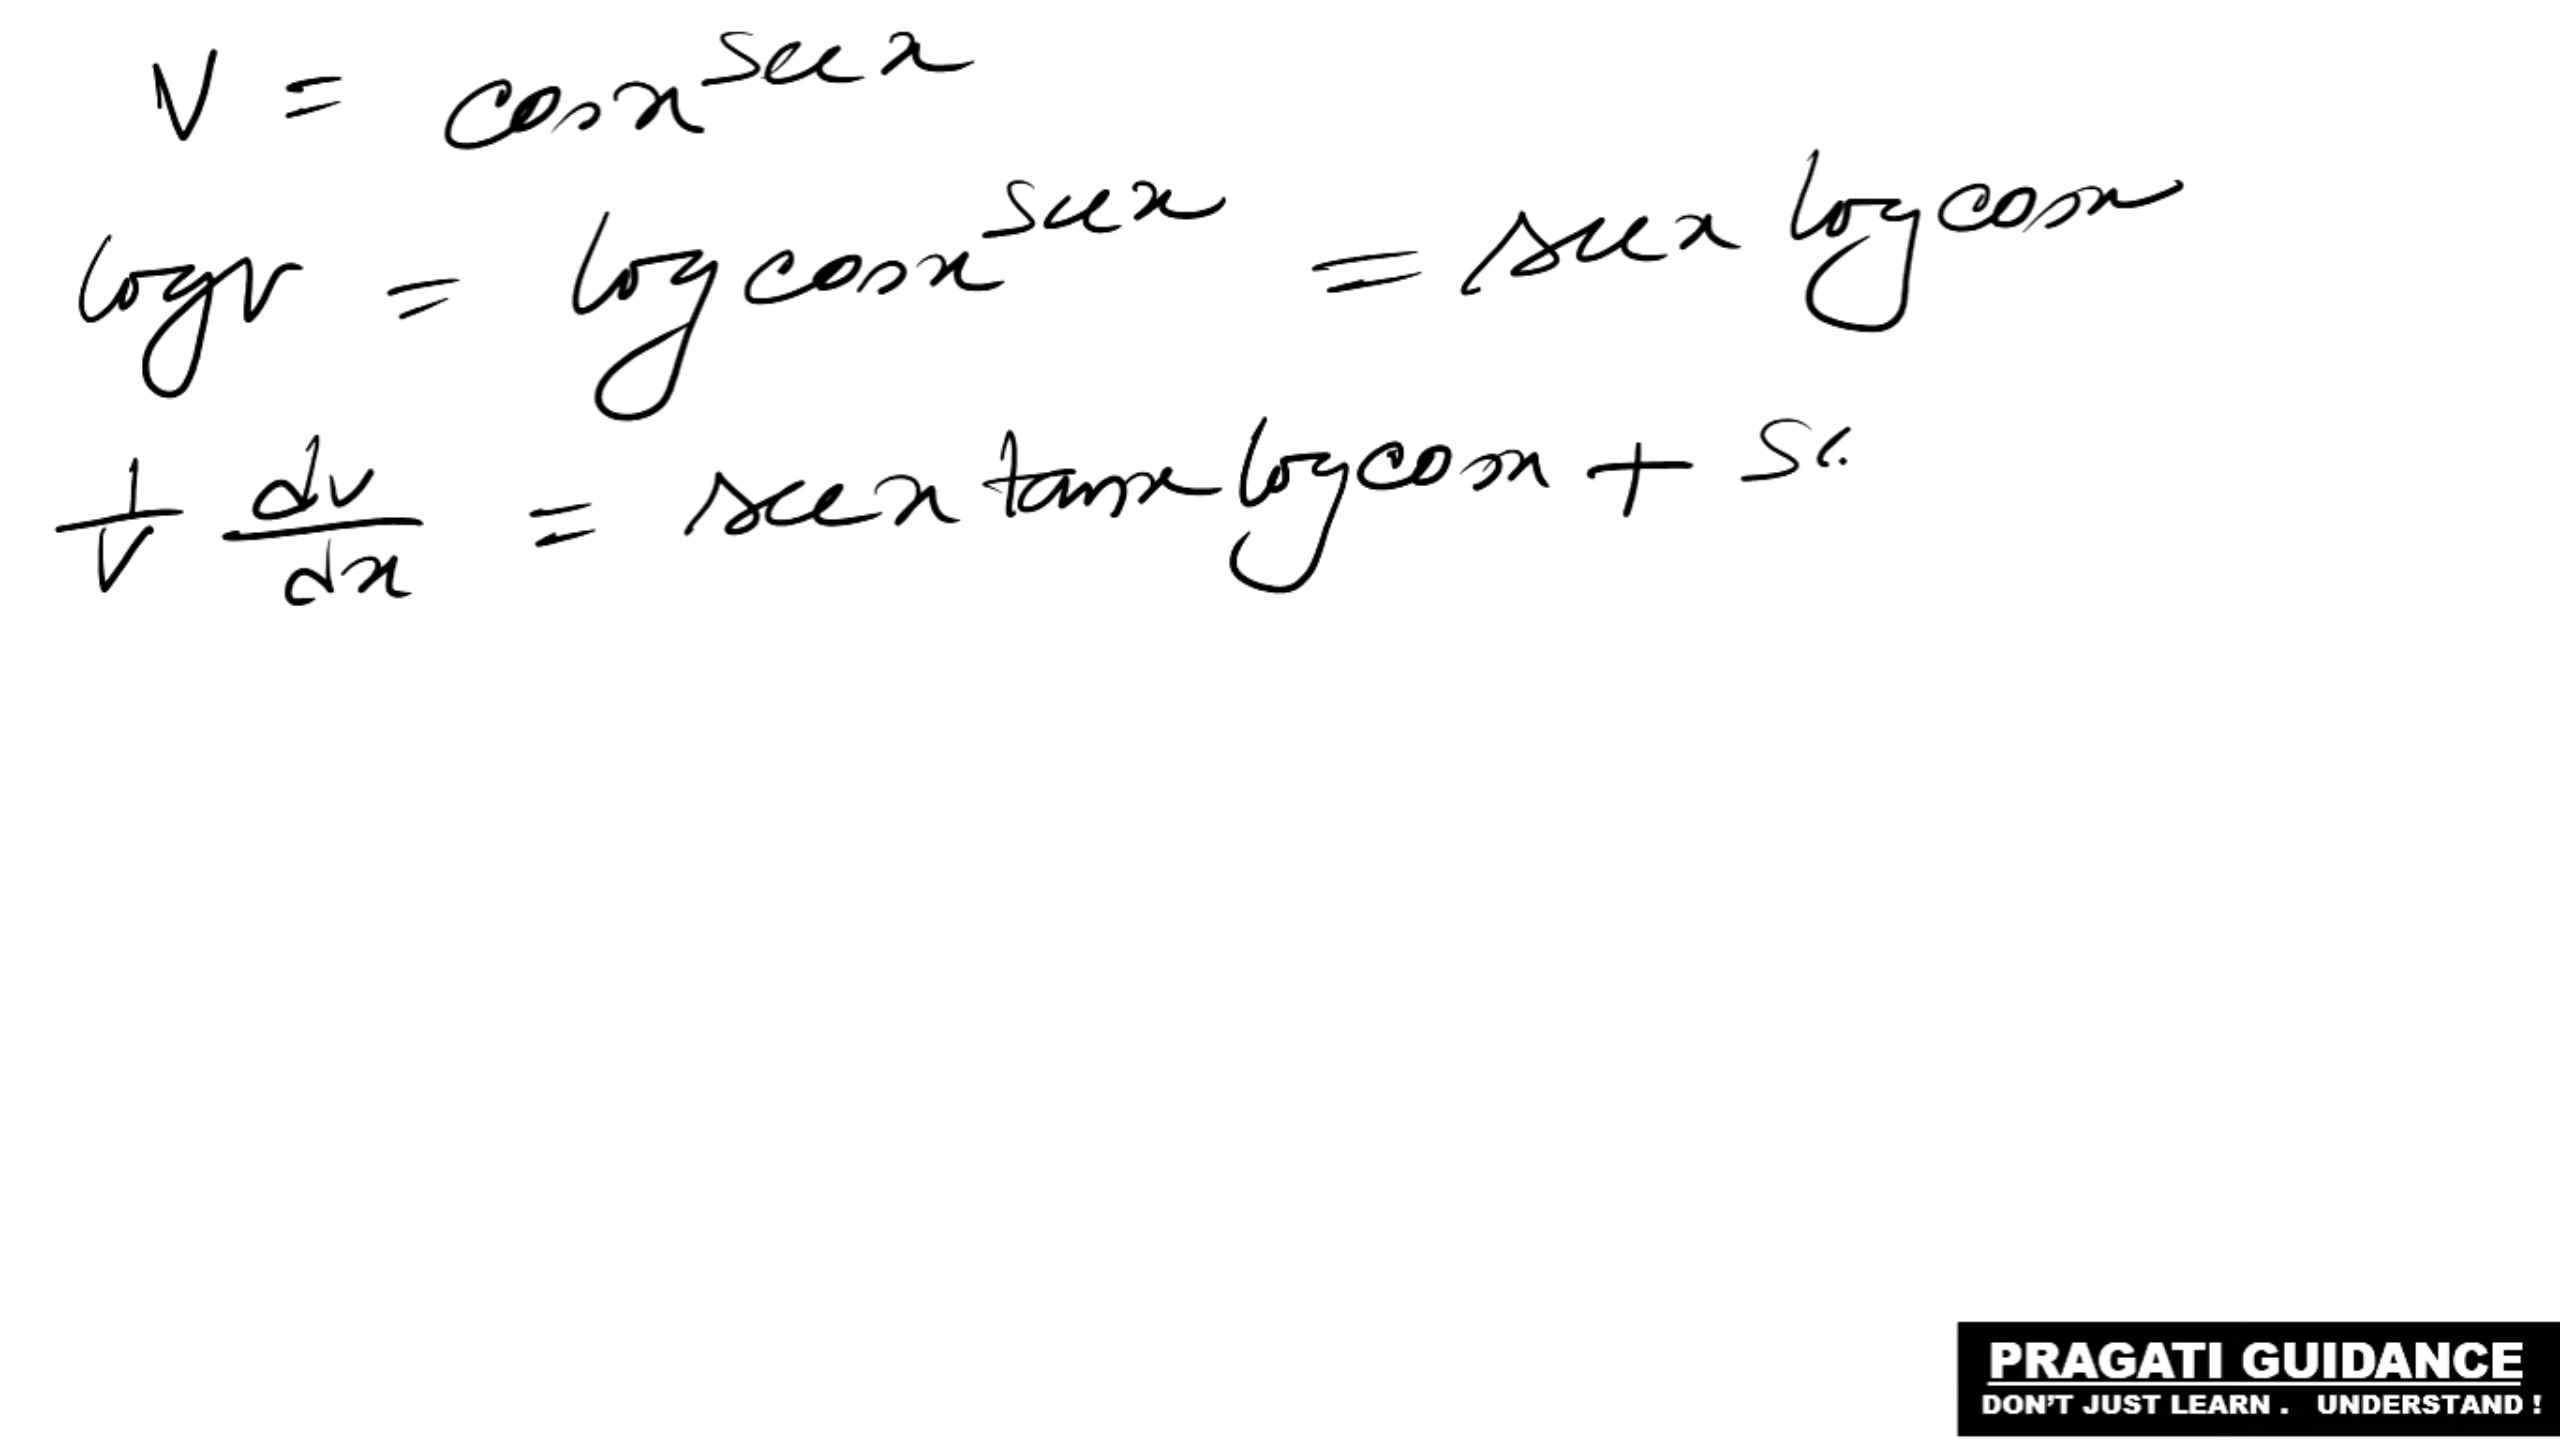 V = cosx^secx
logv = log cosx^secx = secx log cosx
1/V dv/dx = secx tanx log cosx + se
PRAGATI GUIDANCE
DON'T JUST LEARN . UNDERSTAND !